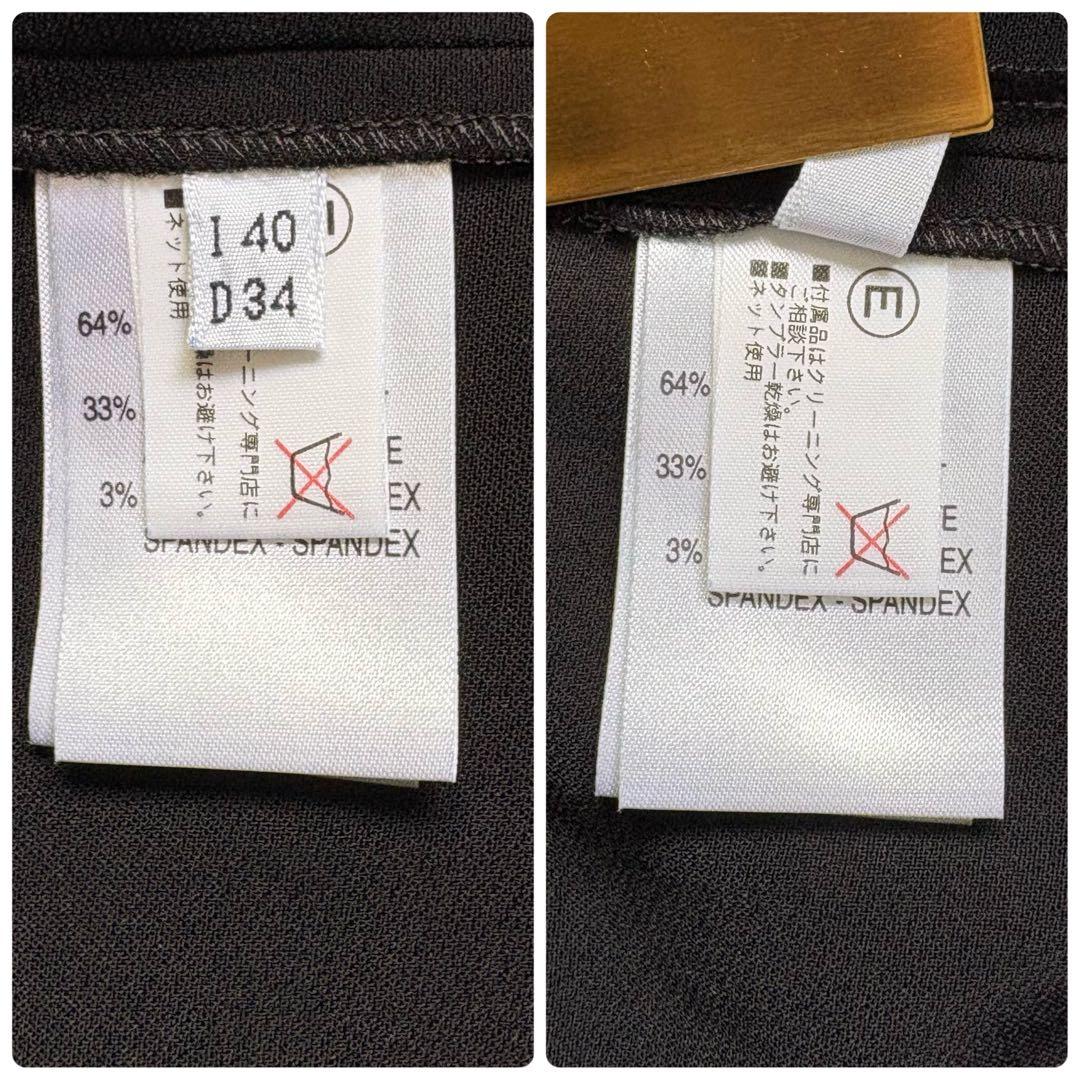 I 40
D 34
ネット使用
ーニング専門店に
はお避け下さい。
64%
33%
3%
E
EX
SPANDEX - SPANDEX
E
■付属品はクリーニング専門店に
ご相談下さい。
■タンブラー乾燥はお避け下さい。
■ネット使用
64%
33%
3%
E
EX
SPANDEX - SPANDEX